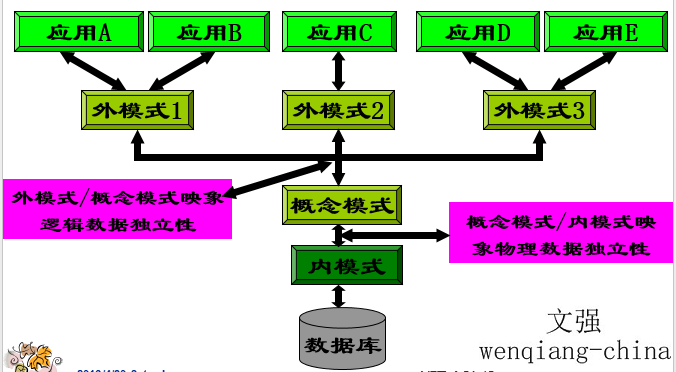 应用A
应用B
应用C
应用D
应用E
外模式1
外模式2
外模式3
外模式/概念模式映象
逻辑数据独立性
概念模式
概念模式/内模式映
象物理数据独立性
内模式
数据库
文强
wenqiang-china